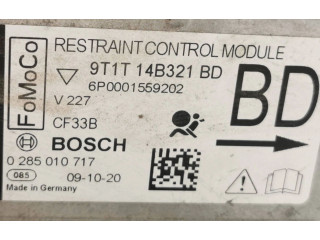 FoMoCo
RESTRAINT CONTROL MODULE
9T1T 14B321 BD
6P0001559202
V 227
CF33B
BD
BOSCH
0 285 010 717
085 09-10-20
Made in Germany